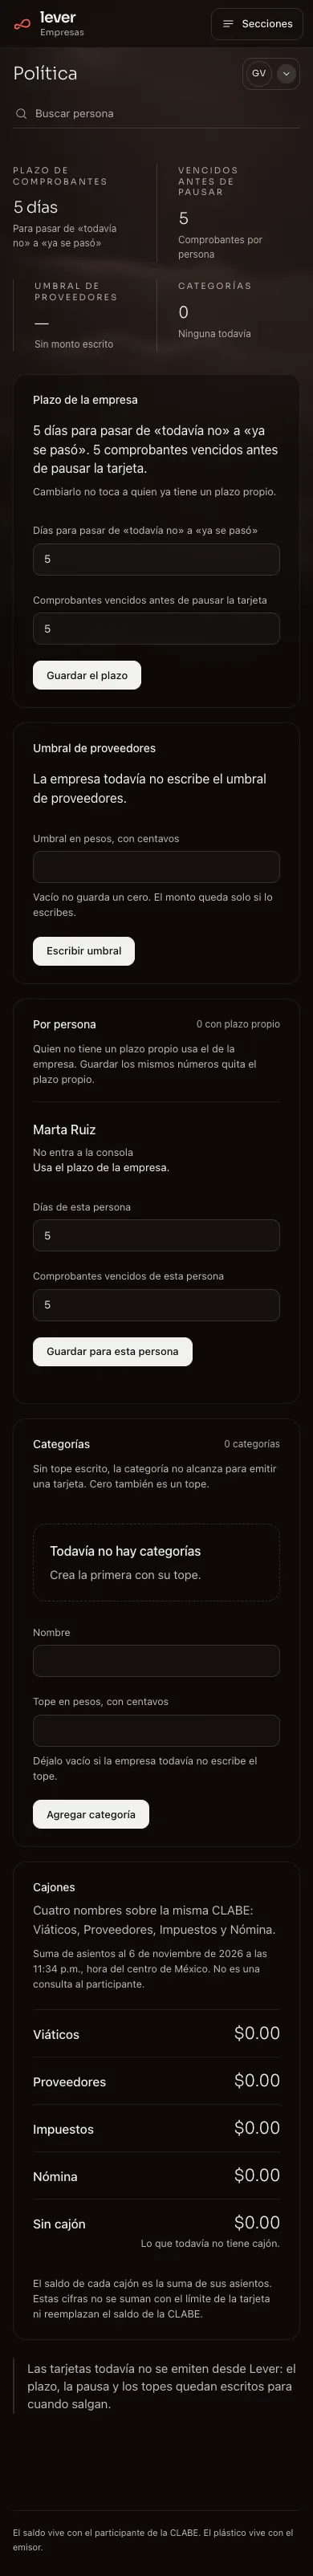 lever
Empresas
Secciones
Política
GV
Buscar persona
PLAZO DE
COMPROBANTES
5 días
Para pasar de «todavía
no» a «ya se pasó»
VENCIDOS
ANTES DE
PAUSAR
5
Comprobantes por
persona
UMBRAL DE
PROVEEDORES
—
Sin monto escrito
CATEGORÍAS
0
Ninguna todavía
Plazo de la empresa
5 días para pasar de «todavía no» a «ya
se pasó». 5 comprobantes vencidos antes
de pausar la tarjeta.
Cambiarlo no toca a quien ya tiene un plazo propio.
Días para pasar de «todavía no» a «ya se pasó»
5
Comprobantes vencidos antes de pausar la tarjeta
5
Guardar el plazo
Umbral de proveedores
La empresa todavía no escribe el umbral
de proveedores.
Umbral en pesos, con centavos
Vacío no guarda un cero. El monto queda solo si lo
escribes.
Escribir umbral
Por persona
0 con plazo propio
Quien no tiene un plazo propio usa el de la
empresa. Guardar los mismos números quita el
plazo propio.
Marta Ruiz
No entra a la consola
Usa el plazo de la empresa.
Días de esta persona
5
Comprobantes vencidos de esta persona
5
Guardar para esta persona
Categorías
0 categorías
Sin tope escrito, la categoría no alcanza para emitir
una tarjeta. Cero también es un tope.
Todavía no hay categorías
Crea la primera con su tope.
Nombre
Tope en pesos, con centavos
Déjalo vacío si la empresa todavía no escribe el
tope.
Agregar categoría
Cajones
Cuatro nombres sobre la misma CLABE:
Viáticos, Proveedores, Impuestos y Nómina.
Suma de asientos al 6 de noviembre de 2026 a las
11:34 p.m., hora del centro de México. No es una
consulta al participante.
Viáticos $0.00
Proveedores $0.00
Impuestos $0.00
Nómina $0.00
Sin cajón $0.00
Lo que todavía no tiene cajón.
El saldo de cada cajón es la suma de sus asientos.
Estas cifras no se suman con el límite de la tarjeta
ni reemplazan el saldo de la CLABE.
Las tarjetas todavía no se emiten desde Lever: el
plazo, la pausa y los topes quedan escritos para
cuando salgan.
El saldo vive con el participante de la CLABE. El plástico vive con el
emisor.